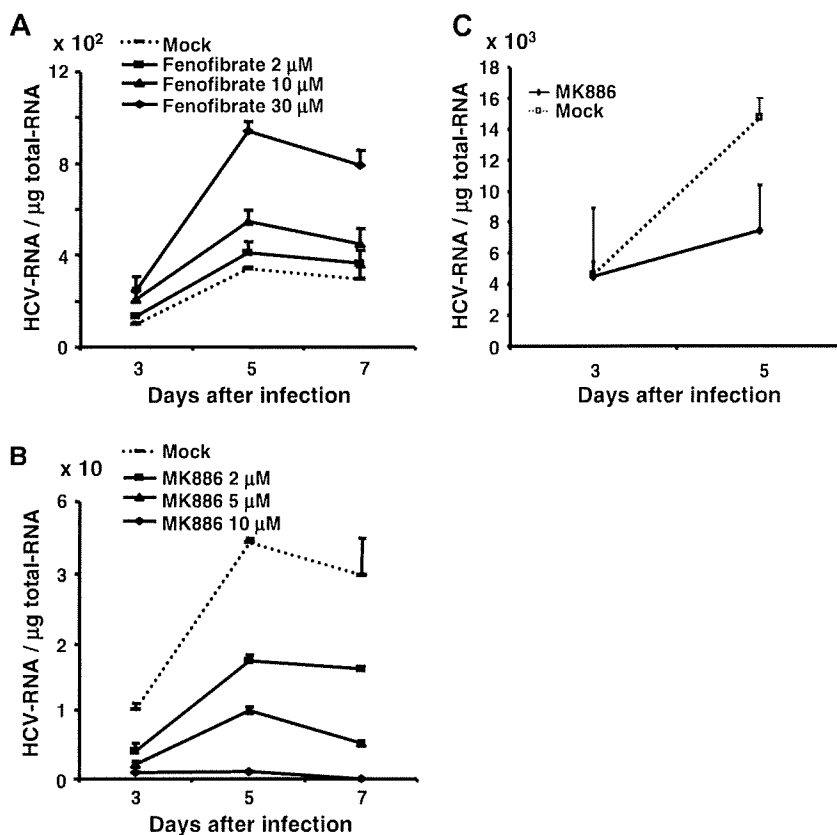 A
x 10²
Mock
Fenofibrate 2 µM
Fenofibrate 10 µM
Fenofibrate 30 µM
HCV-RNA / µg total-RNA
12
8
4
0
3 5 7
Days after infection
C
x 10³
MK886
Mock
HCV-RNA / µg total-RNA
18
16
14
12
10
8
6
4
2
0
3 5
Days after infection
B
x 10
Mock
MK886 2 µM
MK886 5 µM
MK886 10 µM
HCV-RNA / µg total-RNA
6
3
2
1
0
3 5 7
Days after infection